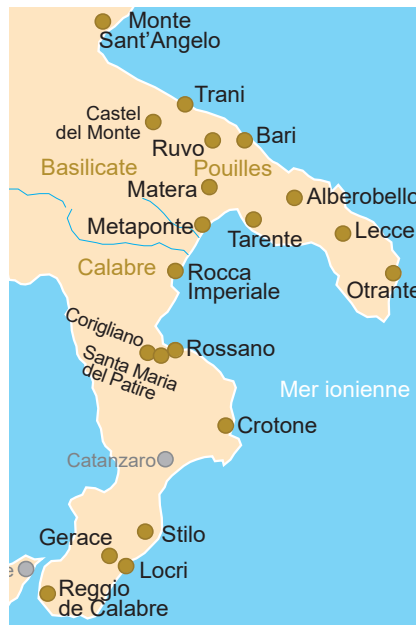 Monte
Sant'Angelo
Trani
Castel
del Monte
Bari
Ruvo
Basilicate
Pouilles
Matera
Alberobello
Metaponte
Tarente
Lecce
Calabre
Rocca
Imperiale
Otrante
Corigliano
Rossano
Santa Maria
del Patire
Mer ionienne
Crotone
Catanzaro
Stilo
Gerace
Locri
e
Reggio
de Calabre